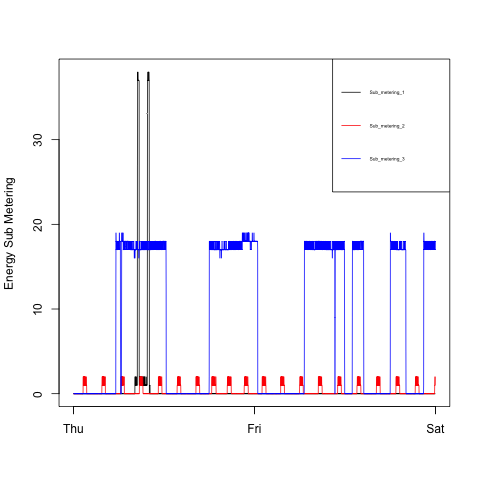 Energy Sub Metering
30
20
10
0
Sub_metering_1
Sub_metering_2
Sub_metering_3
Thu Fri Sat